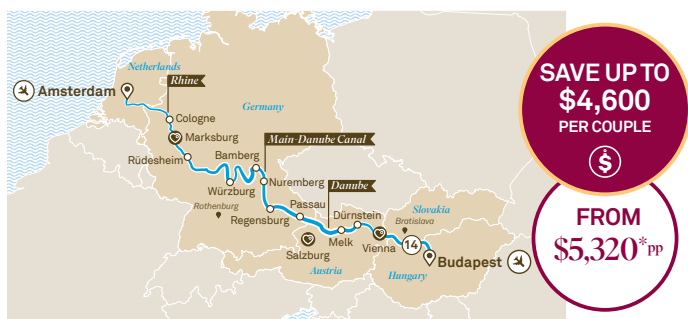 Netherlands
Rhine
Amsterdam
Cologne
Germany
Marksburg
Main-Danube Canal
Bamberg
Rüdesheim
Würzburg
Nuremberg
Danube
Rothenburg
Passau
Regensburg
Dürnstein
Slovakia
Bratislava
Melk
Vienna
14
Salzburg
Austria
Budapest
Hungary
SAVE UP TO
$4,600
PER COUPLE
$
FROM
$5,320*pp